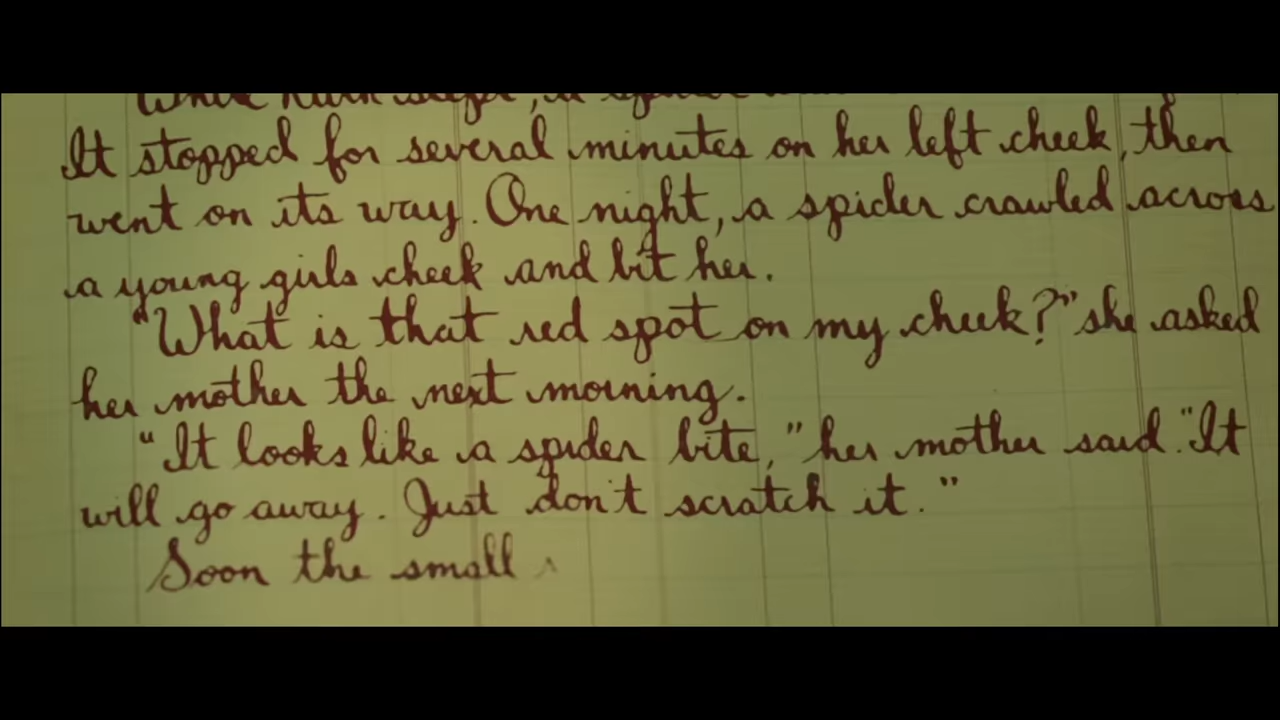 It stopped for several minutes on her left cheek, then
went on its way. One night, a spider crawled across
a young girls cheek and bit her.
"What is that red spot on my cheek?" she asked
her mother the next morning.
"It looks like a spider bite," her mother said. "It
will go away. Just don't scratch it."
Soon the small